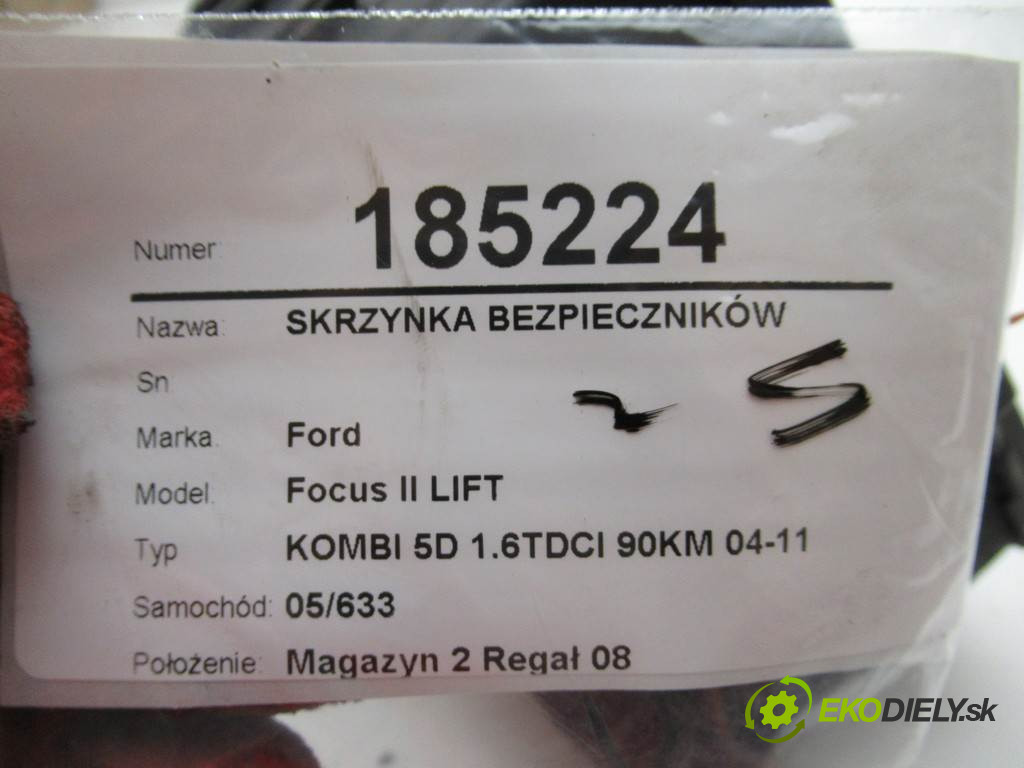 Numer: 185224
Nazwa: SKRZYNKA BEZPIECZNIKÓW
Sn
Marka: Ford
Model: Focus II LIFT
Typ KOMBI 5D 1.6TDCI 90KM 04-11
Samochód: 05/633
Położenie: Magazyn 2 Regał 08
EKODIELY.sk